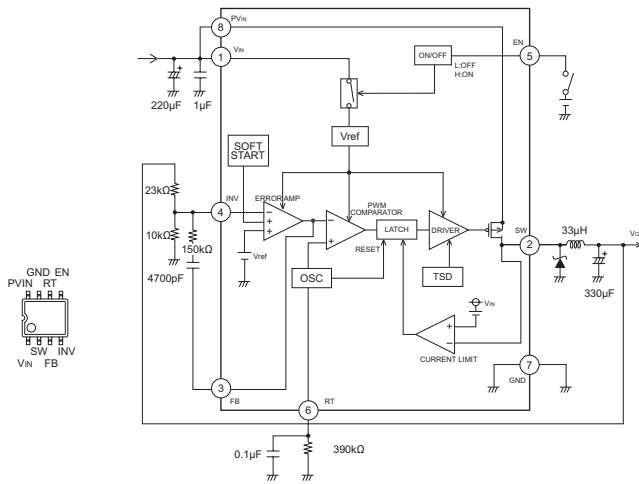 PVIN
8
VIN
1
ON/OFF
EN
5
L:OFF
H:ON
220μF
1μF
Vref
SOFT
START
23kΩ
INV
4
ERROR AMP
PWM
COMPARATOR
LATCH
DRIVER
SW
2
33μH
VO
10kΩ
150kΩ
RESET
Vref
OSC
TSD
330μF
4700pF
VIN
GND EN
PVIN RT
CURRENT LIMIT
7
GND
SW INV
VIN FB
3
FB
6
RT
0.1μF
390kΩ